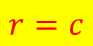 r = c